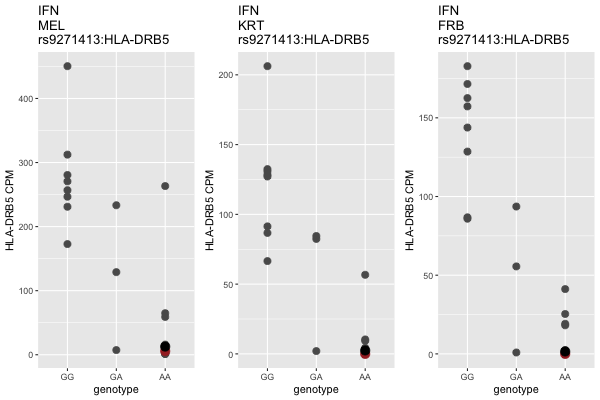 IFN
MEL
rs9271413:HLA-DRB5
HLA-DRB5 CPM
400
300
200
100
0
GG GA AA
genotype
IFN
KRT
rs9271413:HLA-DRB5
HLA-DRB5 CPM
200
150
100
50
0
GG GA AA
genotype
IFN
FRB
rs9271413:HLA-DRB5
HLA-DRB5 CPM
150
100
50
0
GG GA AA
genotype